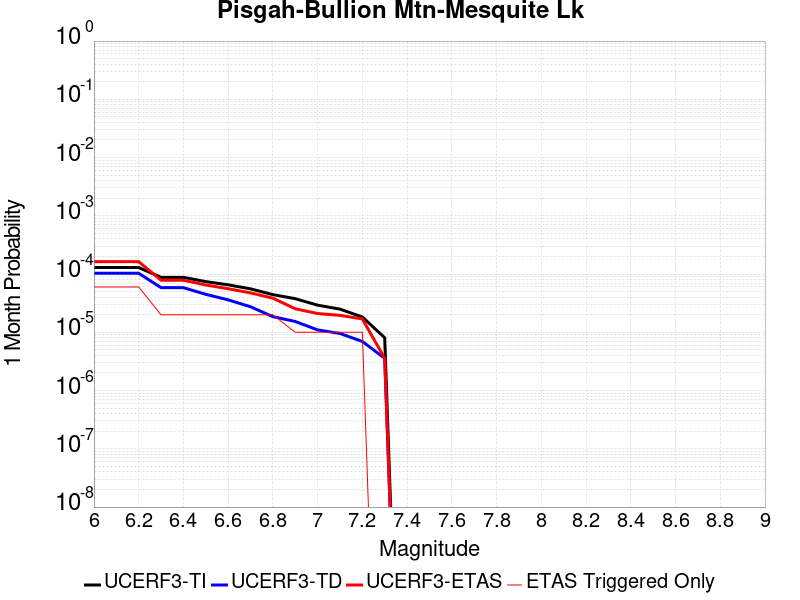 Pisgah-Bullion Mtn-Mesquite Lk
10^0
10^-1
10^-2
10^-3
10^-4
10^-5
10^-6
10^-7
10^-8
1 Month Probability
6 6.2 6.4 6.6 6.8 7 7.2 7.4 7.6 7.8 8 8.2 8.4 8.6 8.8 9
Magnitude
UCERF3-TI UCERF3-TD UCERF3-ETAS ETAS Triggered Only